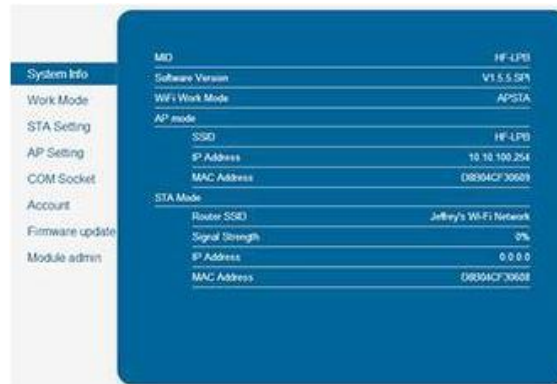 System Info
Work Mode
STA Setting
AP Setting
COM Socket
Account
Firmware update
Module admin
MID HF-LPB
Software Version V1.5.5.SPI
WiFi Work Mode APSTA
AP mode
SSID HF-LPB
IP Address 10.10.100.254
MAC Address D8B04CF30609
STA Mode
Router SSID Jeffrey's Wi-Fi Network
Signal Strength 0%
IP Address 0.0.0.0
MAC Address D8B04CF30608